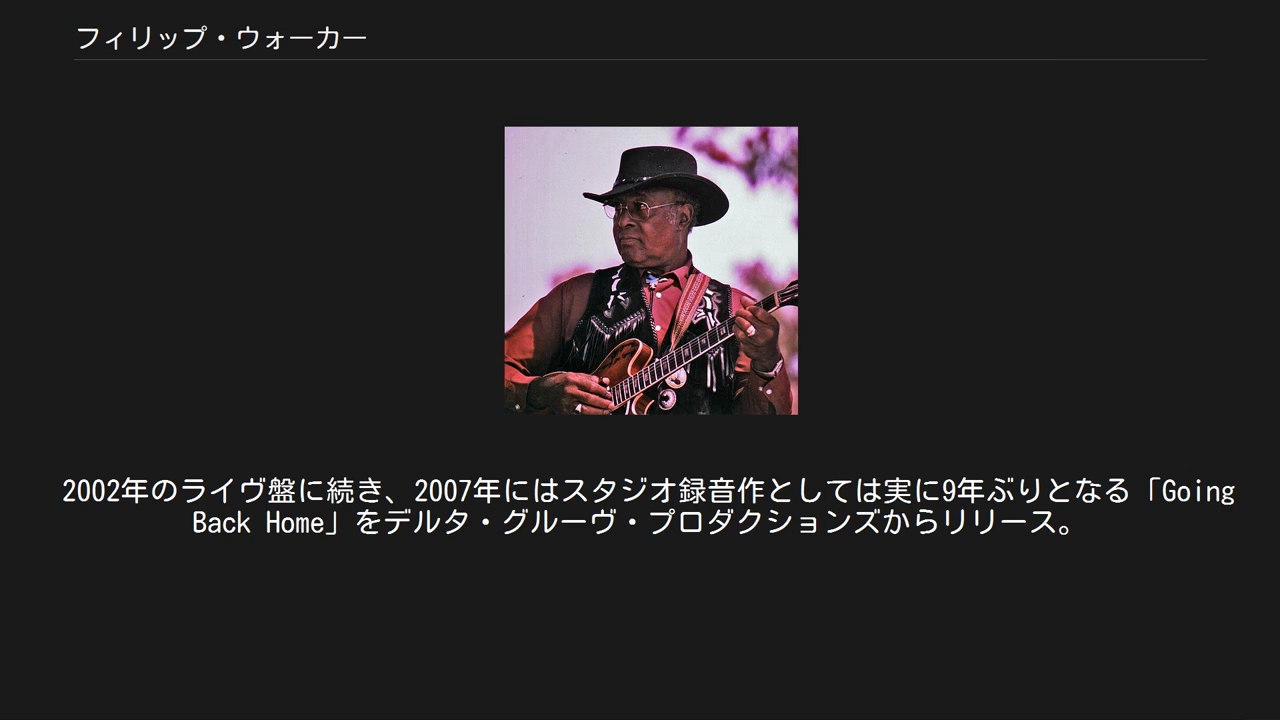 フィリップ・ウォーカー
2002年のライヴ盤に続き、2007年にはスタジオ録音作としては実に9年ぶりとなる「Going
Back Home」をデルタ・グルーヴ・プロダクションズからリリース。